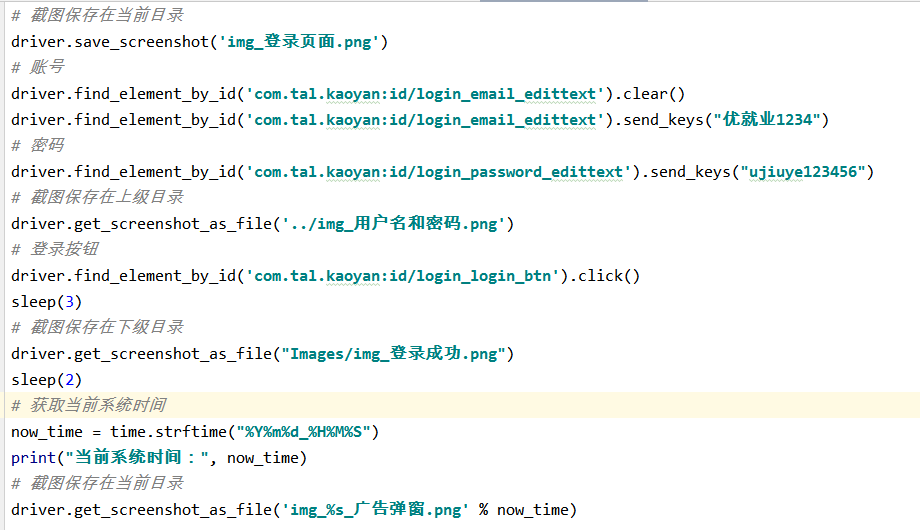 # 截图保存在当前目录
driver.save_screenshot('img_登录页面.png')
# 账号
driver.find_element_by_id('com.tal.kaoyan:id/login_email_edittext').clear()
driver.find_element_by_id('com.tal.kaoyan:id/login_email_edittext').send_keys("优就业1234")
# 密码
driver.find_element_by_id('com.tal.kaoyan:id/login_password_edittext').send_keys("ujiuye123456")
# 截图保存在上级目录
driver.get_screenshot_as_file('../img_用户名和密码.png')
# 登录按钮
driver.find_element_by_id('com.tal.kaoyan:id/login_login_btn').click()
sleep(3)
# 截图保存在下级目录
driver.get_screenshot_as_file("Images/img_登录成功.png")
sleep(2)
# 获取当前系统时间
now_time = time.strftime("%Y%m%d_%H%M%S")
print("当前系统时间：", now_time)
# 截图保存在当前目录
driver.get_screenshot_as_file('img_%s_广告弹窗.png' % now_time)